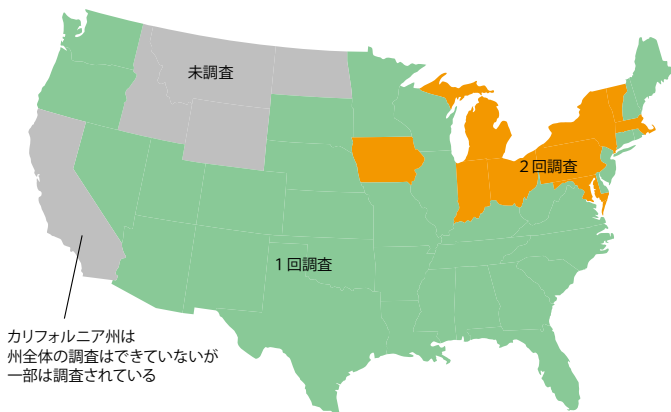 未調査
2回調査
1回調査
カリフォルニア州は
州全体の調査はできていないが
一部は調査されている